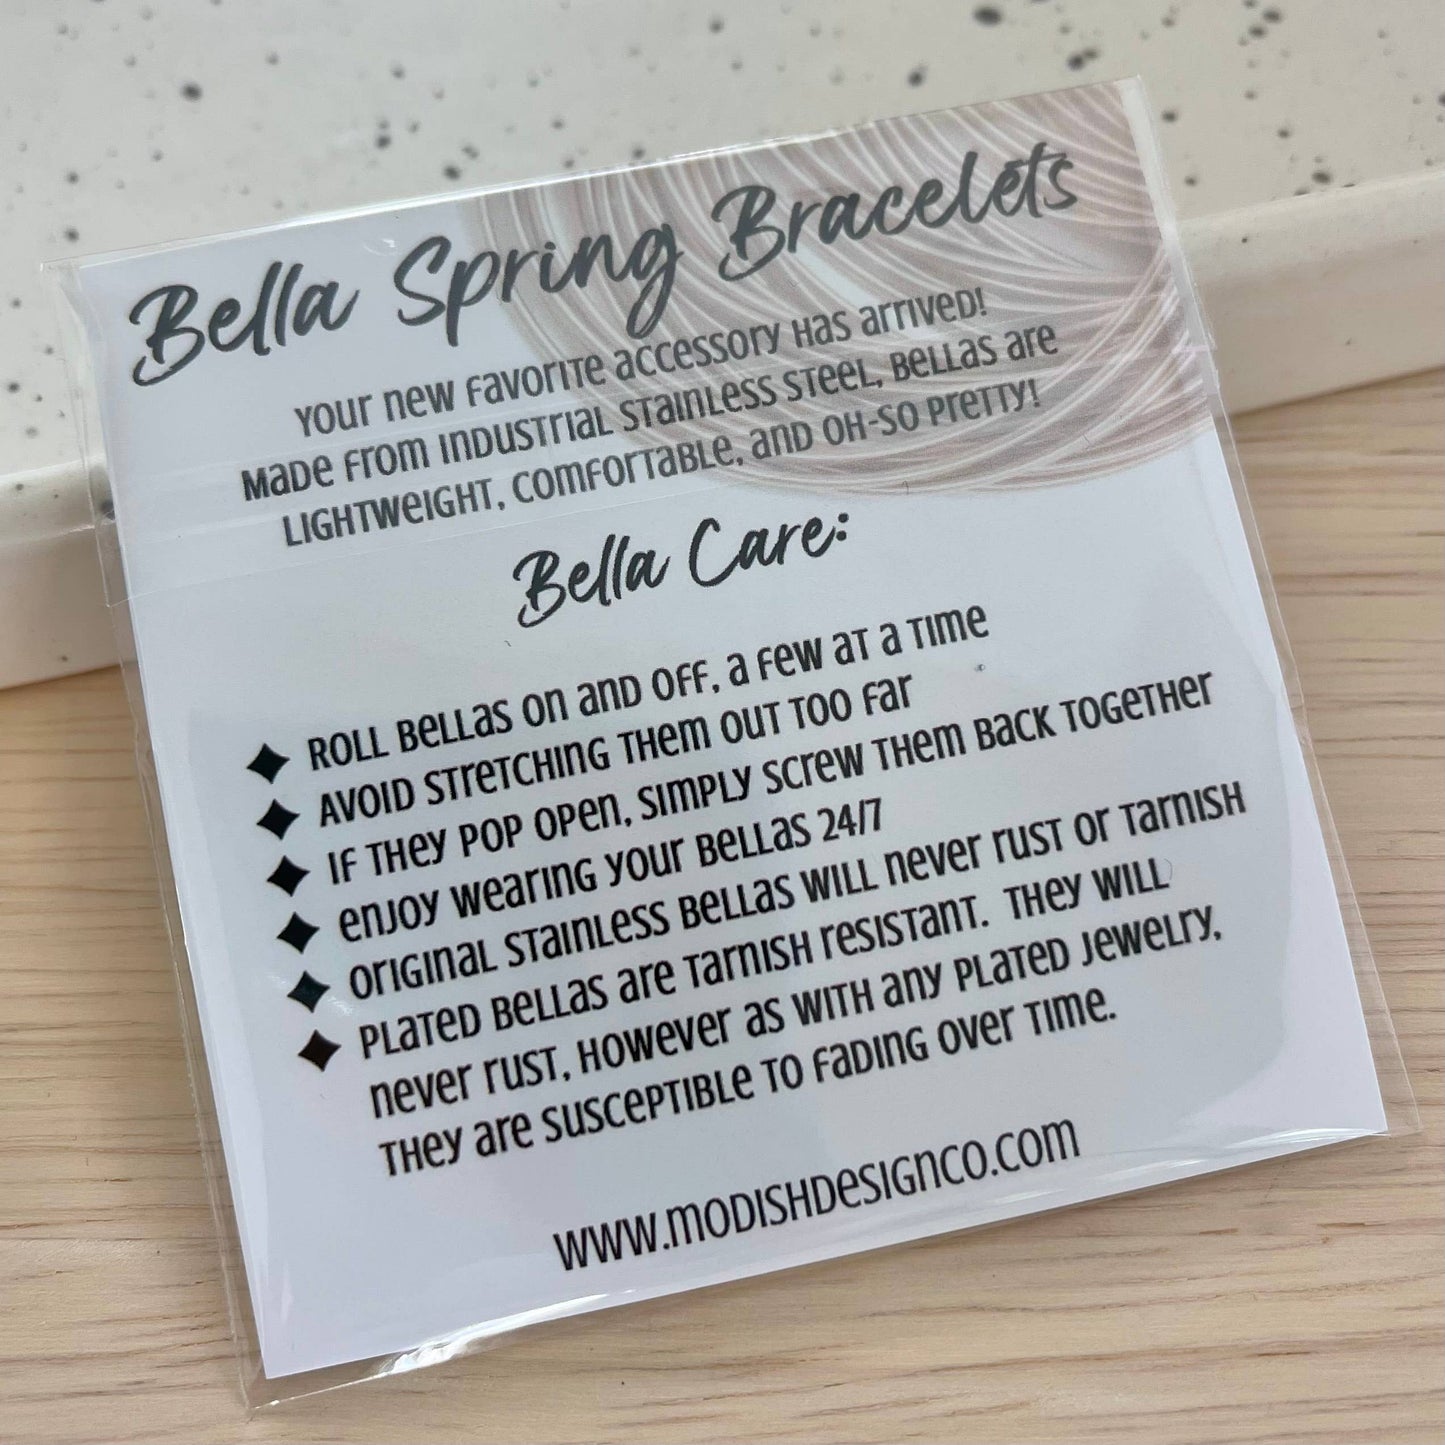 Bella Spring Bracelets
Your new favorite accessory has arrived!
Made from industrial stainless steel, Bellas are
lightweight, comfortable, and oh-so pretty!
Bella Care:
Roll Bellas on and off, a few at a time
Avoid stretching them out too far
If they pop open, simply screw them back together
Enjoy wearing your Bellas 24/7
Original stainless Bellas will never rust or tarnish
Plated Bellas are tarnish resistant. They will
never rust, however as with any plated jewelry,
they are susceptible to fading over time.
www.modishdesignco.com